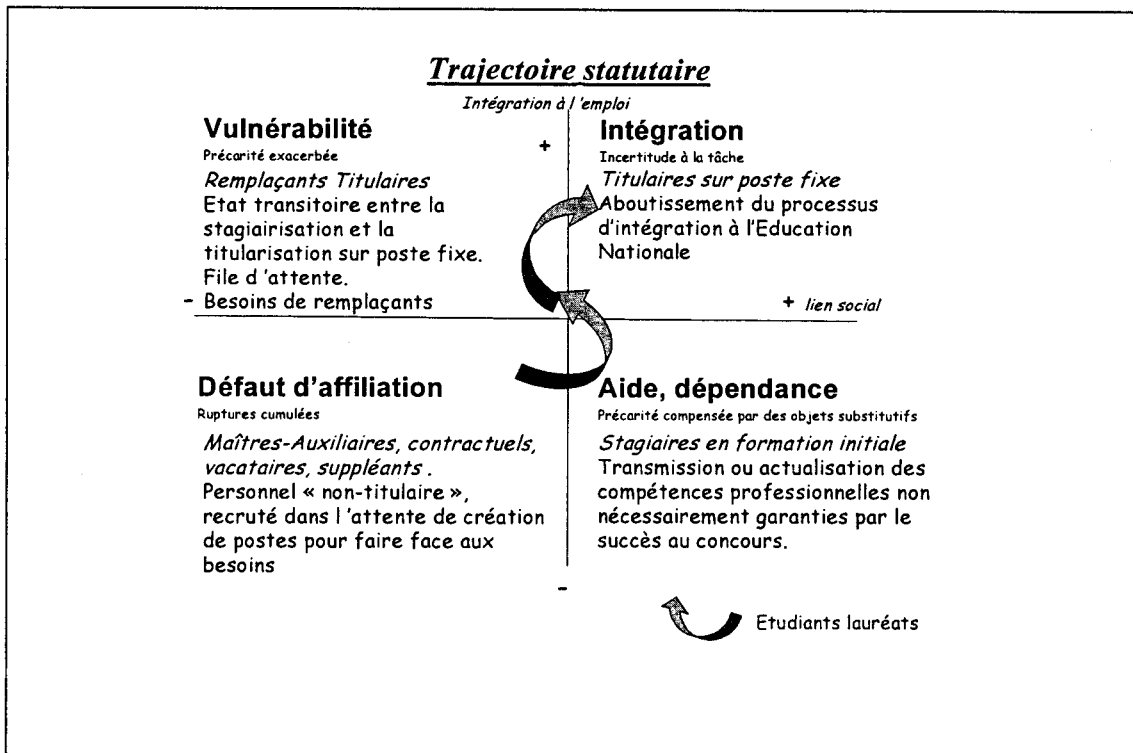 Trajectoire statutaire
Intégration à l 'emploi
Vulnérabilité
Précarité exacerbée
Remplaçants Titulaires
Etat transitoire entre la
stagiairisation et la
titularisation sur poste fixe.
File d 'attente.
- Besoins de remplaçants
+
Intégration
Incertitude à la tâche
Titulaires sur poste fixe
Aboutissement du processus
d'intégration à l'Education
Nationale
+ lien social
Défaut d'affiliation
Ruptures cumulées
Maîtres-Auxiliaires, contractuels,
vacataires, suppléants .
Personnel « non-titulaire »,
recruté dans l 'attente de création
de postes pour faire face aux
besoins
-
Aide, dépendance
Précarité compensée par des objets substitutifs
Stagiaires en formation initiale
Transmission ou actualisation des
compétences professionnelles non
nécessairement garanties par le
succès au concours.
Etudiants lauréats